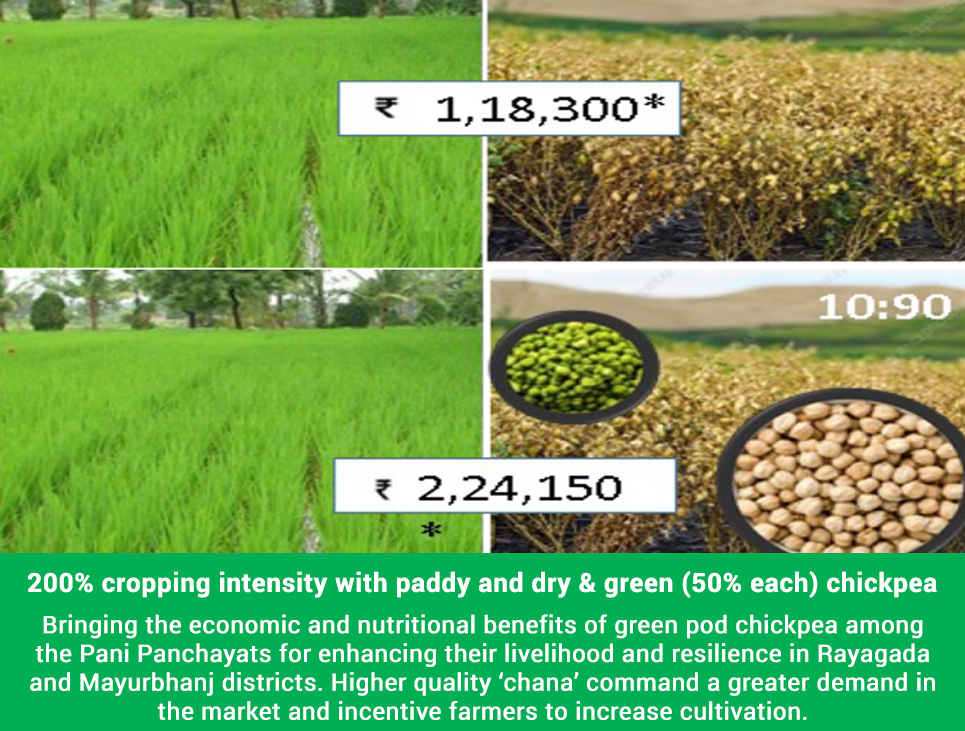 ₹ 1,18,300*
10:90
₹ 2,24,150
*
200% cropping intensity with paddy and dry & green (50% each) chickpea
Bringing the economic and nutritional benefits of green pod chickpea among
the Pani Panchayats for enhancing their livelihood and resilience in Rayagada
and Mayurbhanj districts. Higher quality ‘chana’ command a greater demand in
the market and incentive farmers to increase cultivation.